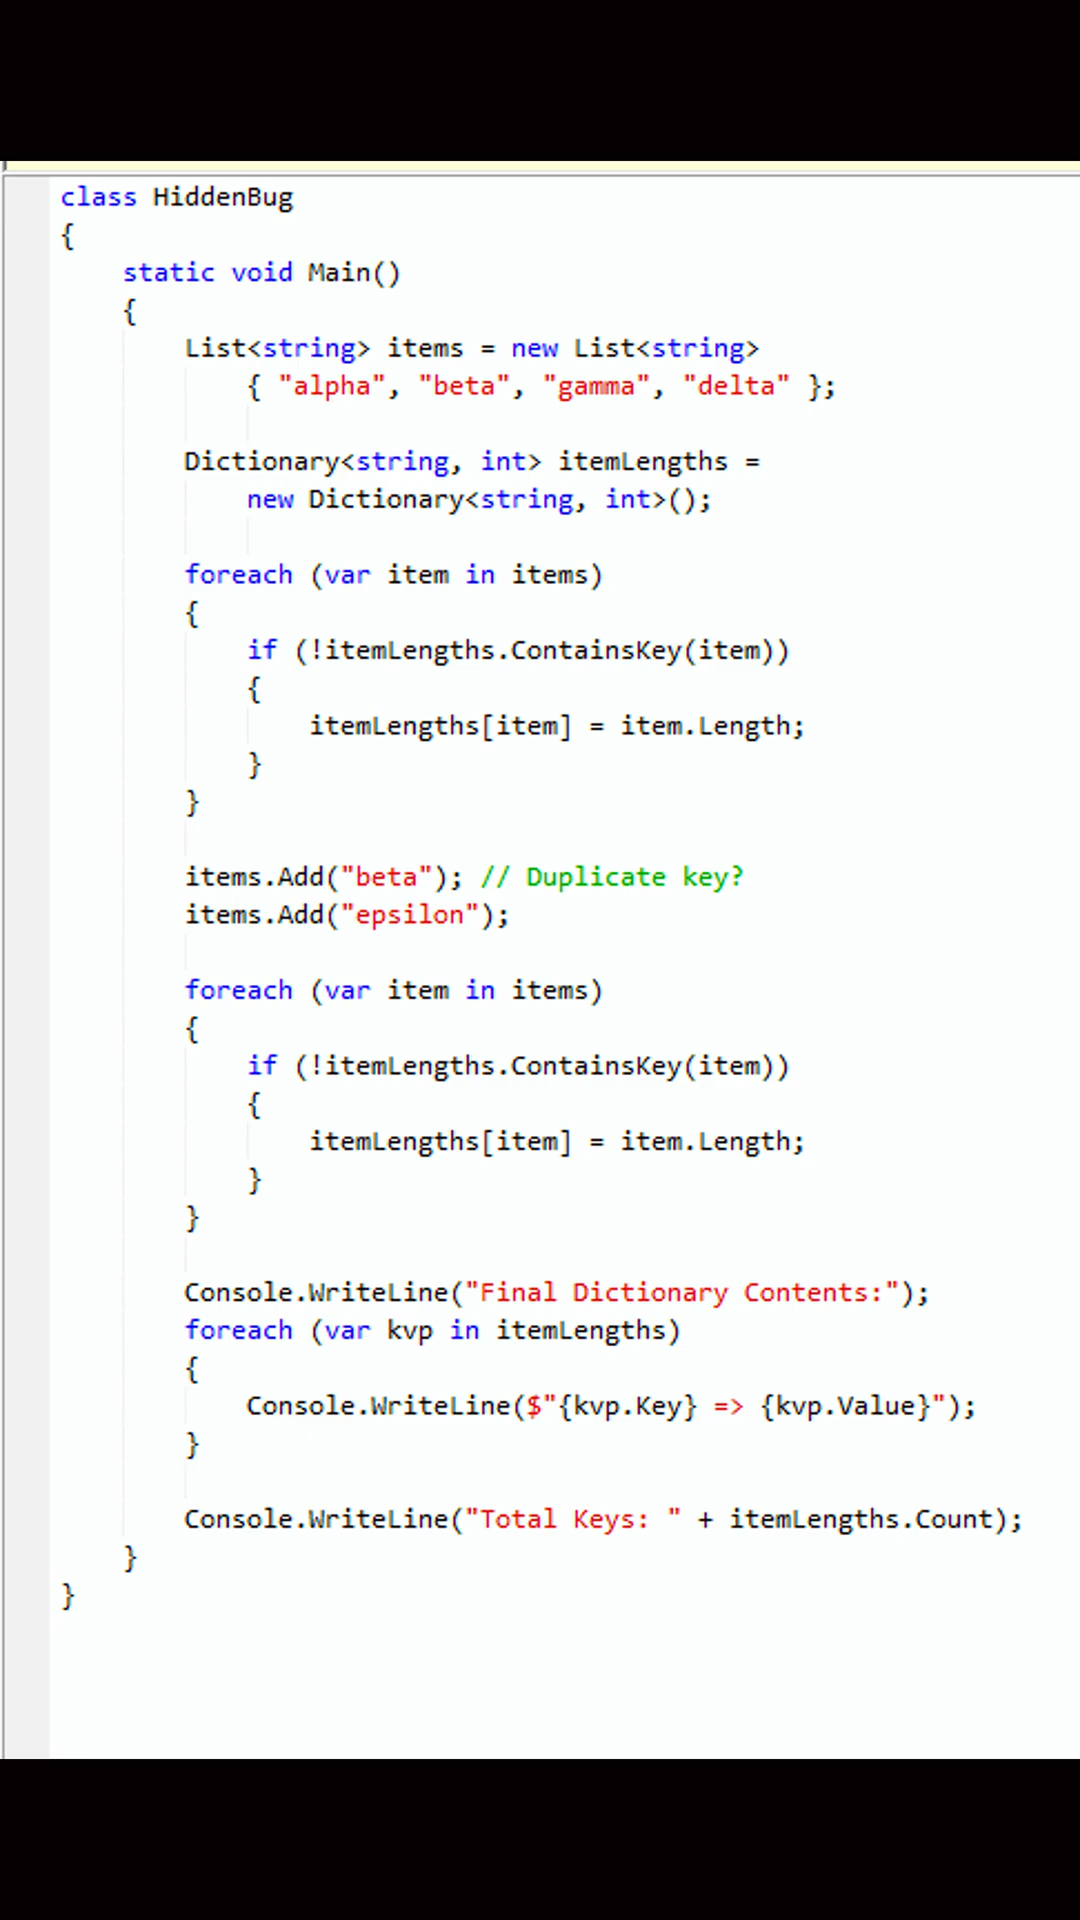 class HiddenBug
{
    static void Main()
    {
        List<string> items = new List<string>
            { "alpha", "beta", "gamma", "delta" };

        Dictionary<string, int> itemLengths =
            new Dictionary<string, int>();

        foreach (var item in items)
        {
            if (!itemLengths.ContainsKey(item))
            {
                itemLengths[item] = item.Length;
            }
        }

        items.Add("beta"); // Duplicate key?
        items.Add("epsilon");

        foreach (var item in items)
        {
            if (!itemLengths.ContainsKey(item))
            {
                itemLengths[item] = item.Length;
            }
        }

        Console.WriteLine("Final Dictionary Contents:");
        foreach (var kvp in itemLengths)
        {
            Console.WriteLine($"{kvp.Key} => {kvp.Value}");
        }

        Console.WriteLine("Total Keys: " + itemLengths.Count);
    }
}